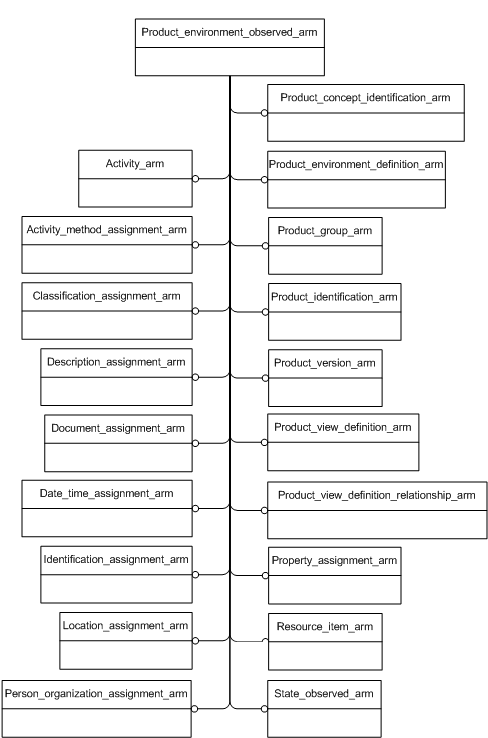 Product_environment_observed_arm
Product_concept_identification_arm
Activity_arm
Product_environment_definition_arm
Activity_method_assignment_arm
Product_group_arm
Classification_assignment_arm
Product_identification_arm
Description_assignment_arm
Product_version_arm
Document_assignment_arm
Product_view_definition_arm
Date_time_assignment_arm
Product_view_definition_relationship_arm
Identification_assignment_arm
Property_assignment_arm
Location_assignment_arm
Resource_item_arm
Person_organization_assignment_arm
State_observed_arm